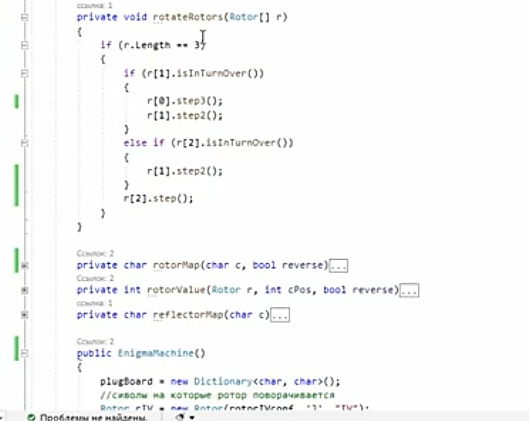 ссылка: 1
private void rotateRotors(Rotor[] r)
{
if (r.Length == 3)
{
if (r[1].isInTurnOver())
{
r[0].step3();
r[1].step2();
}
else if (r[2].isInTurnOver())
{
r[1].step2();
}
r[2].step();
}
}
Ссылок: 2
private char rotorMap(char c, bool reverse)...
Ссылок: 2
private int rotorValue(Rotor r, int cPos, bool reverse)...
ссылка: 1
private char reflectorMap(char c)...
Ссылок: 2
public EnigmaMachine()
{
plugBoard = new Dictionary<char, char>();
//сиволы на которые ротор поворачивается
Rotor rIV = new Rotor(rotorIVconf, "J", "IV");
Проблемы не найдены.